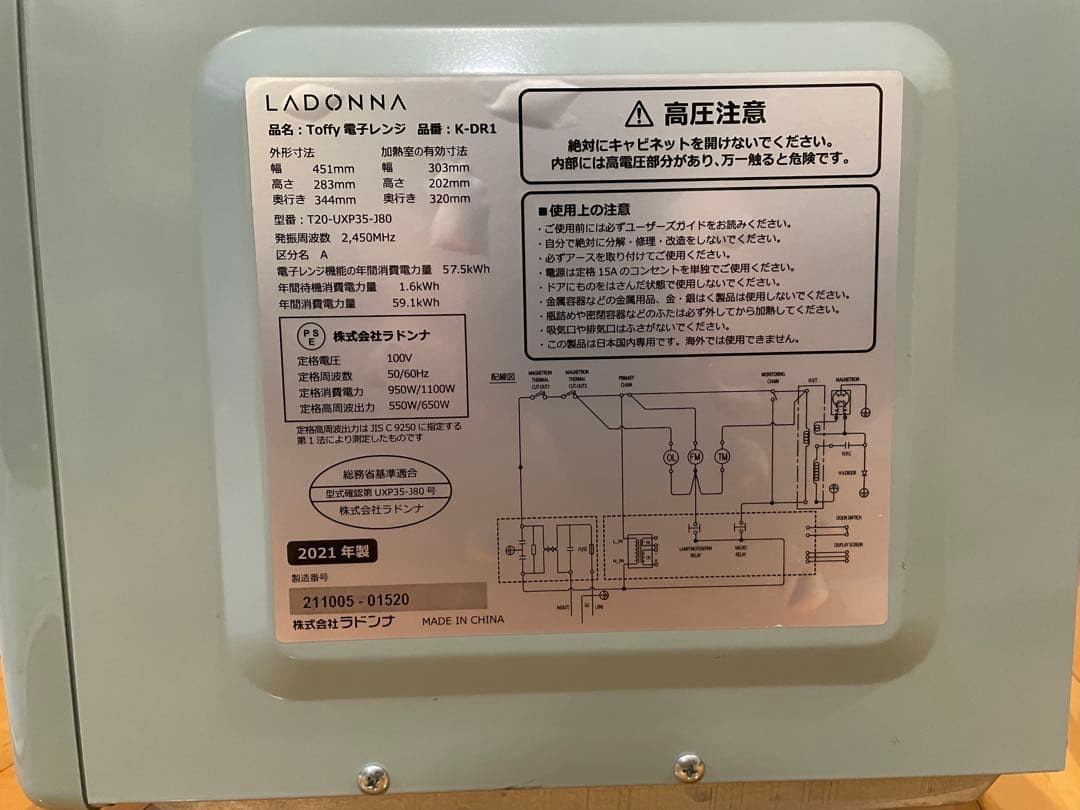 LADONNA
品名：Toffy 電子レンジ 品番：K-DR1
外形寸法 加熱室の有効寸法
幅 451mm 幅 303mm
高さ 283mm 高さ 202mm
奥行き 344mm 奥行き 320mm
型番：T20-UXP35-J80
発振周波数 2,450MHz
区分名 A
電子レンジ機能の年間消費電力量 57.5kWh
年間待機消費電力量 1.6kWh
年間消費電力量 59.1kWh
PSE 株式会社ラドンナ
定格電圧 100V
定格周波数 50/60Hz
定格消費電力 950W/1100W
定格高周波出力 550W/650W
定格高周波出力は JIS C 9250 に指定する
第1法により測定したものです
総務省基準適合
型式確認第 UXP35-J80 号
株式会社ラドンナ
2021 年製
製造番号
211005 - 01520
株式会社ラドンナ MADE IN CHINA
高圧注意
絶対にキャビネットを開けないでください。
内部には高電圧部分があり、万一触ると危険です。
■使用上の注意
・ご使用前には必ずユーザーズガイドをお読みください。
・自分で絶対に分解・修理・改造をしないでください。
・必ずアースを取り付けてご使用ください。
・電源は定格 15A のコンセントを単独でご使用ください。
・ドアにものをはさんだ状態で使用しないでください。
・金属容器などの金属用品、金・銀はく製品は使用しないでください。
・瓶詰めや密閉容器などのふたは必ず外してから加熱してください。
・吸気口や排気口はふさがないでください。
・この製品は日本国内専用です。海外では使用できません。
配線図
MAGNETRON THERMAL CUT-OUT1
MAGNETRON THERMAL CUT-OUT2
PRIMARY CHAIN
MONITORING CHAIN
H.V.T
MAGNETRON
OL FM TM
H.V.C
H.V.DIODE
DOOR SWITCH
DISPLAY SCREEN
FUSE
L_IN
N_IN
MICRO RELAY